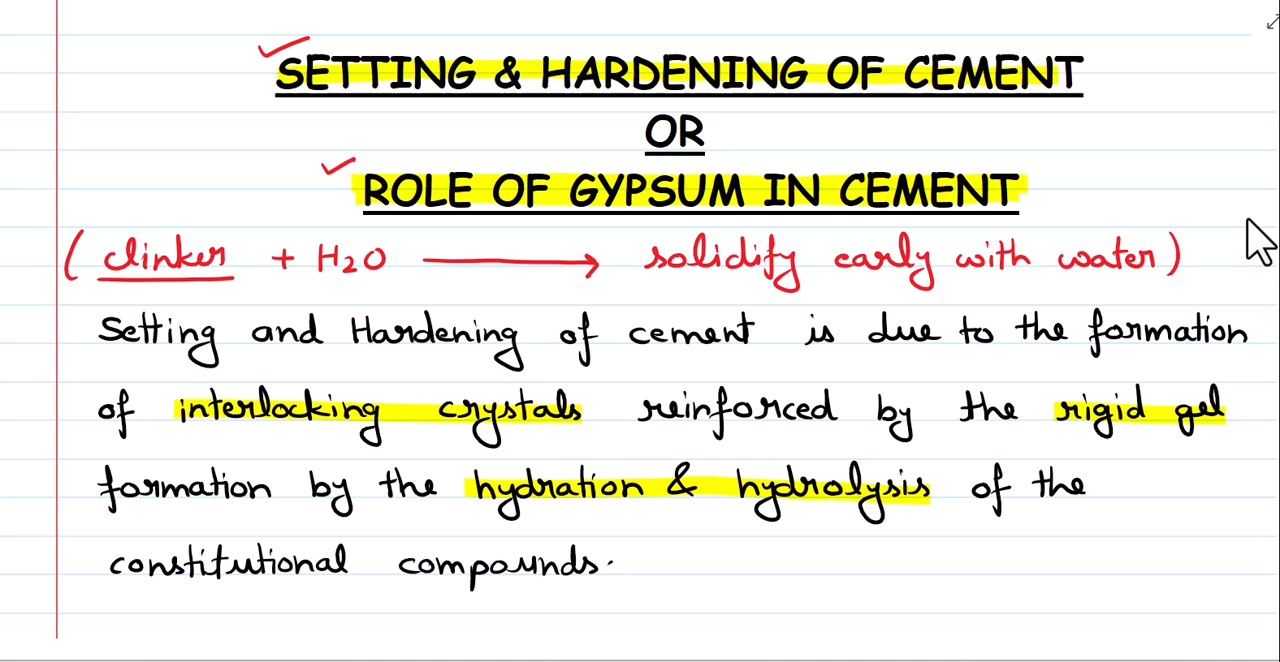 SETTING & HARDENING OF CEMENT
OR
ROLE OF GYPSUM IN CEMENT
( clinker + H2O ⟶ solidify early with water )
Setting and Hardening of cement is due to the formation
of interlocking crystals reinforced by the rigid gel
formation by the hydration & hydrolysis of the
constitutional compounds.